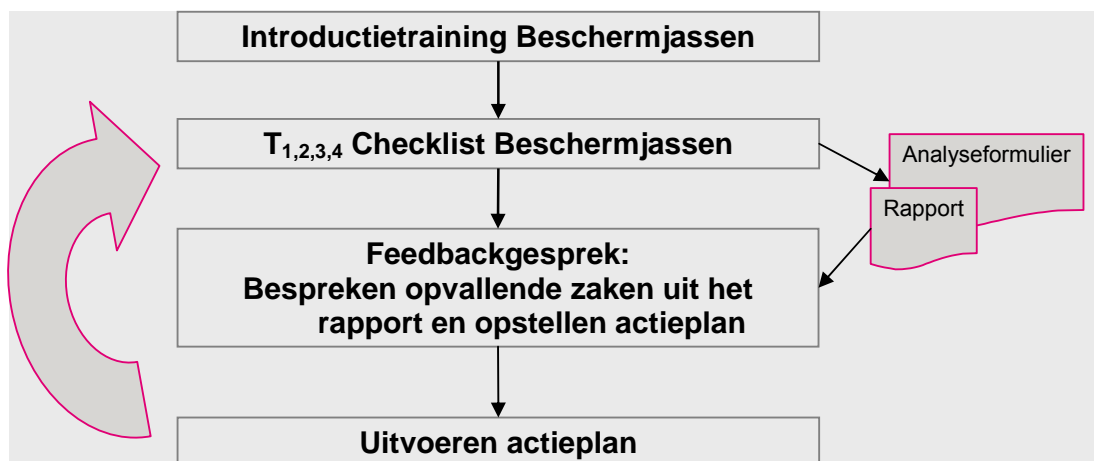 Introductietraining Beschermjassen
T1,2,3,4 Checklist Beschermjassen
Analyseformulier
Rapport
Feedbackgesprek:
Bespreken opvallende zaken uit het
rapport en opstellen actieplan
Uitvoeren actieplan